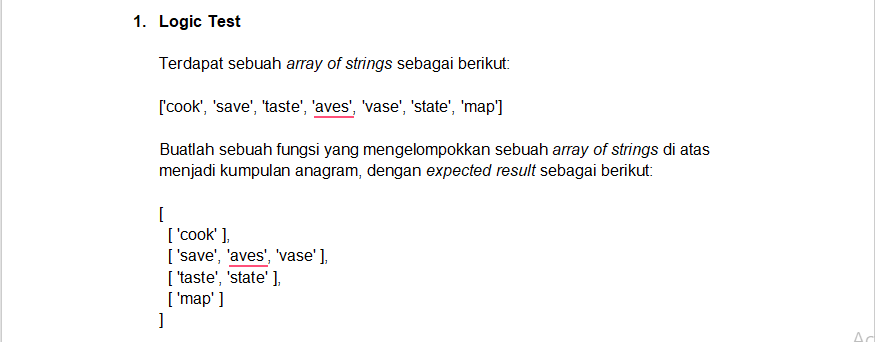 1. Logic Test
Terdapat sebuah array of strings sebagai berikut:
['cook', 'save', 'taste', 'aves', 'vase', 'state', 'map']
Buatlah sebuah fungsi yang mengelompokkan sebuah array of strings di atas
menjadi kumpulan anagram, dengan expected result sebagai berikut:
[
[ 'cook' ],
[ 'save', 'aves', 'vase' ],
[ 'taste', 'state' ],
[ 'map' ]
]